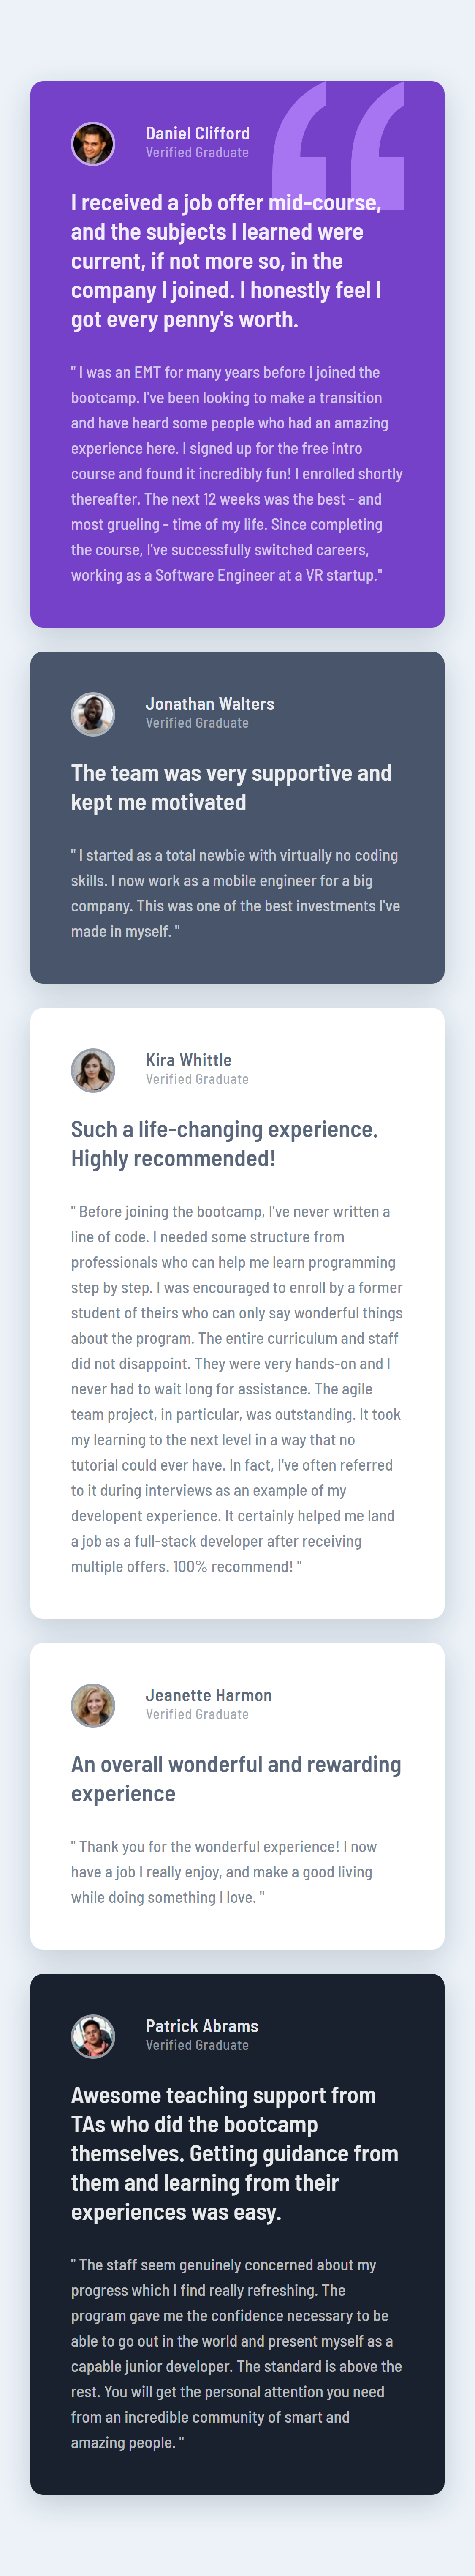 Daniel Clifford
Verified Graduate
I received a job offer mid-course,
and the subjects I learned were
current, if not more so, in the
company I joined. I honestly feel I
got every penny's worth.
" I was an EMT for many years before I joined the
bootcamp. I've been looking to make a transition
and have heard some people who had an amazing
experience here. I signed up for the free intro
course and found it incredibly fun! I enrolled shortly
thereafter. The next 12 weeks was the best - and
most grueling - time of my life. Since completing
the course, I've successfully switched careers,
working as a Software Engineer at a VR startup."
Jonathan Walters
Verified Graduate
The team was very supportive and
kept me motivated
" I started as a total newbie with virtually no coding
skills. I now work as a mobile engineer for a big
company. This was one of the best investments I've
made in myself. "
Kira Whittle
Verified Graduate
Such a life-changing experience.
Highly recommended!
" Before joining the bootcamp, I've never written a
line of code. I needed some structure from
professionals who can help me learn programming
step by step. I was encouraged to enroll by a former
student of theirs who can only say wonderful things
about the program. The entire curriculum and staff
did not disappoint. They were very hands-on and I
never had to wait long for assistance. The agile
team project, in particular, was outstanding. It took
my learning to the next level in a way that no
tutorial could ever have. In fact, I've often referred
to it during interviews as an example of my
developent experience. It certainly helped me land
a job as a full-stack developer after receiving
multiple offers. 100% recommend! "
Jeanette Harmon
Verified Graduate
An overall wonderful and rewarding
experience
" Thank you for the wonderful experience! I now
have a job I really enjoy, and make a good living
while doing something I love. "
Patrick Abrams
Verified Graduate
Awesome teaching support from
TAs who did the bootcamp
themselves. Getting guidance from
them and learning from their
experiences was easy.
" The staff seem genuinely concerned about my
progress which I find really refreshing. The
program gave me the confidence necessary to be
able to go out in the world and present myself as a
capable junior developer. The standard is above the
rest. You will get the personal attention you need
from an incredible community of smart and
amazing people. "